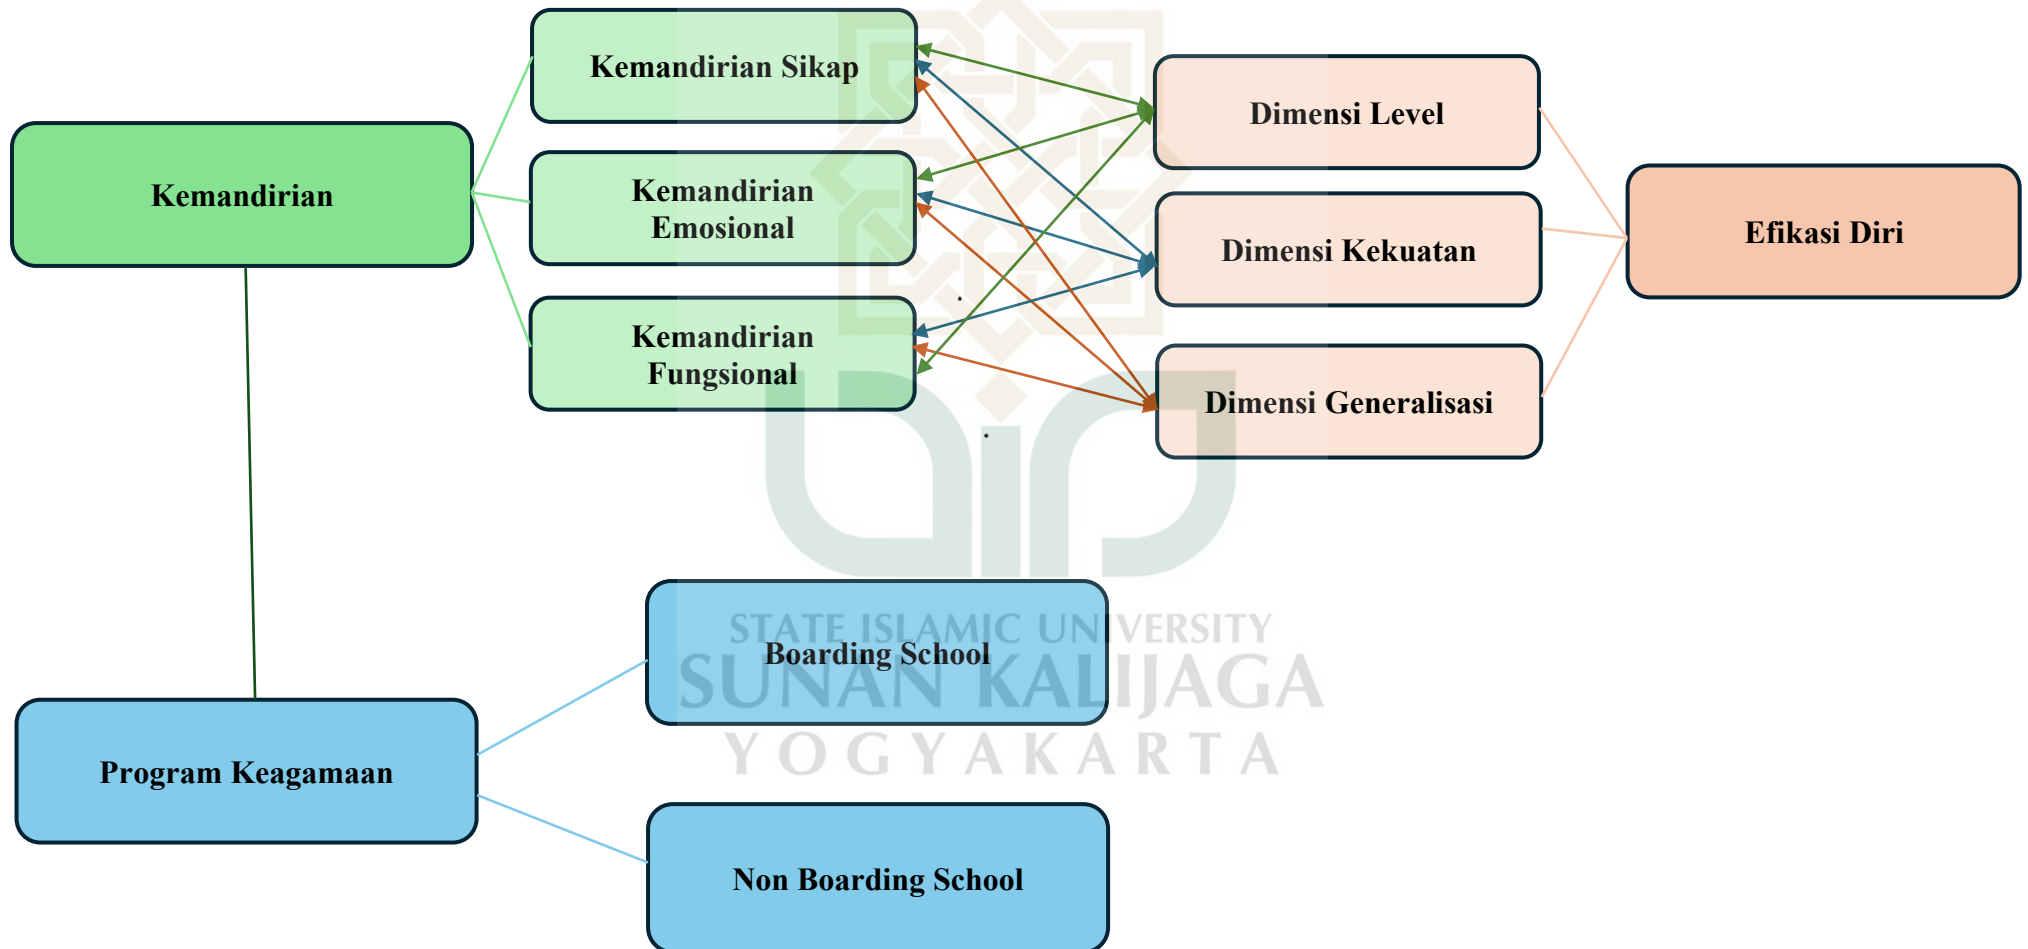 Kemandirian Sikap
Dimensi Level
Kemandirian
Kemandirian
Emosional
Efikasi Diri
Dimensi Kekuatan
Kemandirian
Fungsional
Dimensi Generalisasi
STATE ISLAMIC UNIVERSITY
Boarding School
SUNAN KALIJAGA
YOGYAKARTA
Program Keagamaan
Non Boarding School